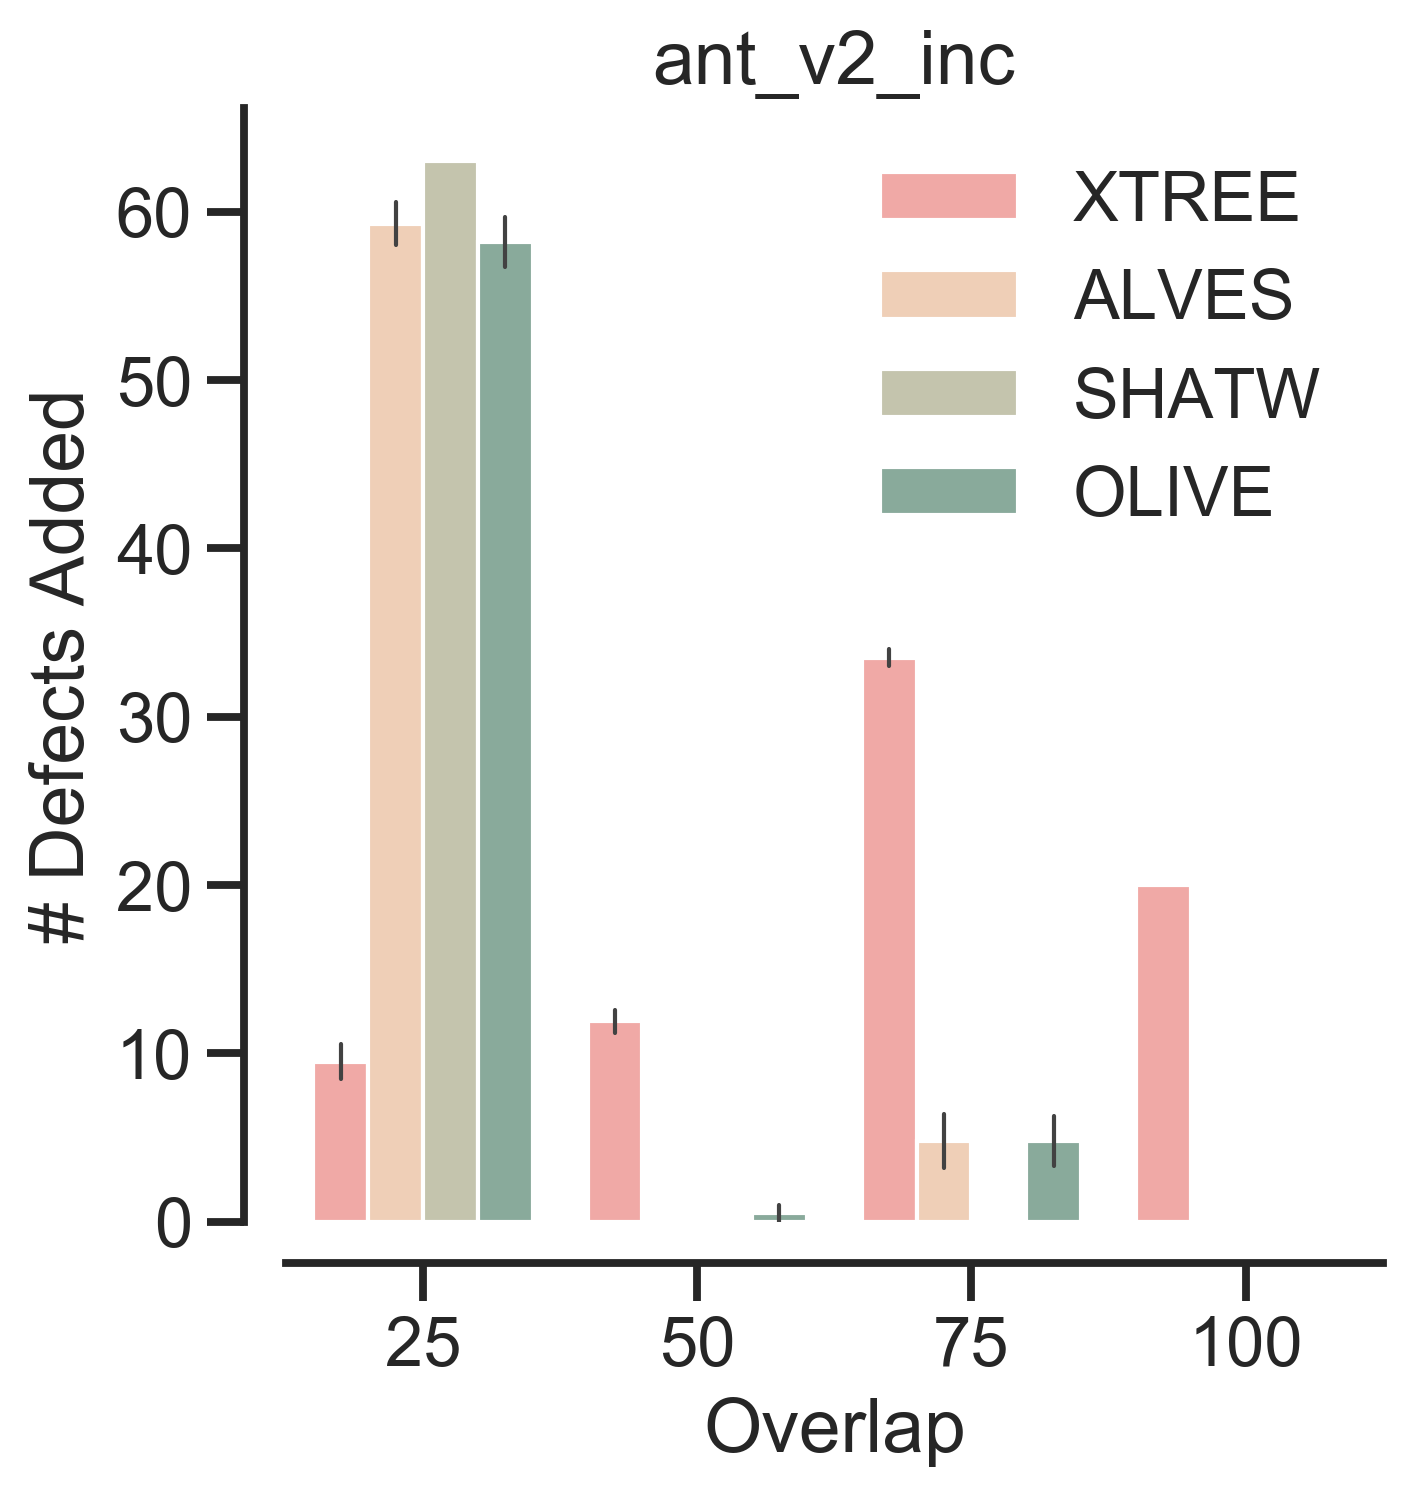 ant_v2_inc
XTREE
ALVES
SHATW
OLIVE
# Defects Added
60
50
40
30
20
10
0
25 50 75 100
Overlap